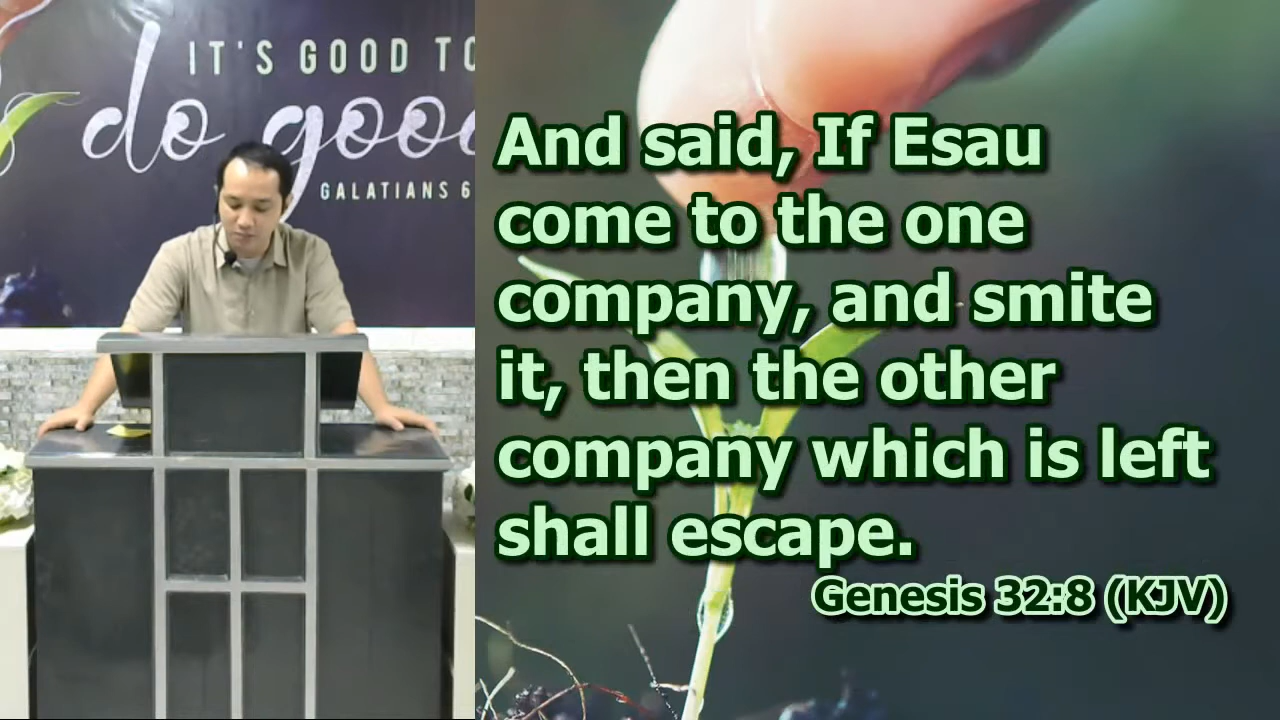 IT'S GOOD TO
do good
GALATIANS 6
And said, If Esau
come to the one
company, and smite
it, then the other
company which is left
shall escape.
Genesis 32:8 (KJV)